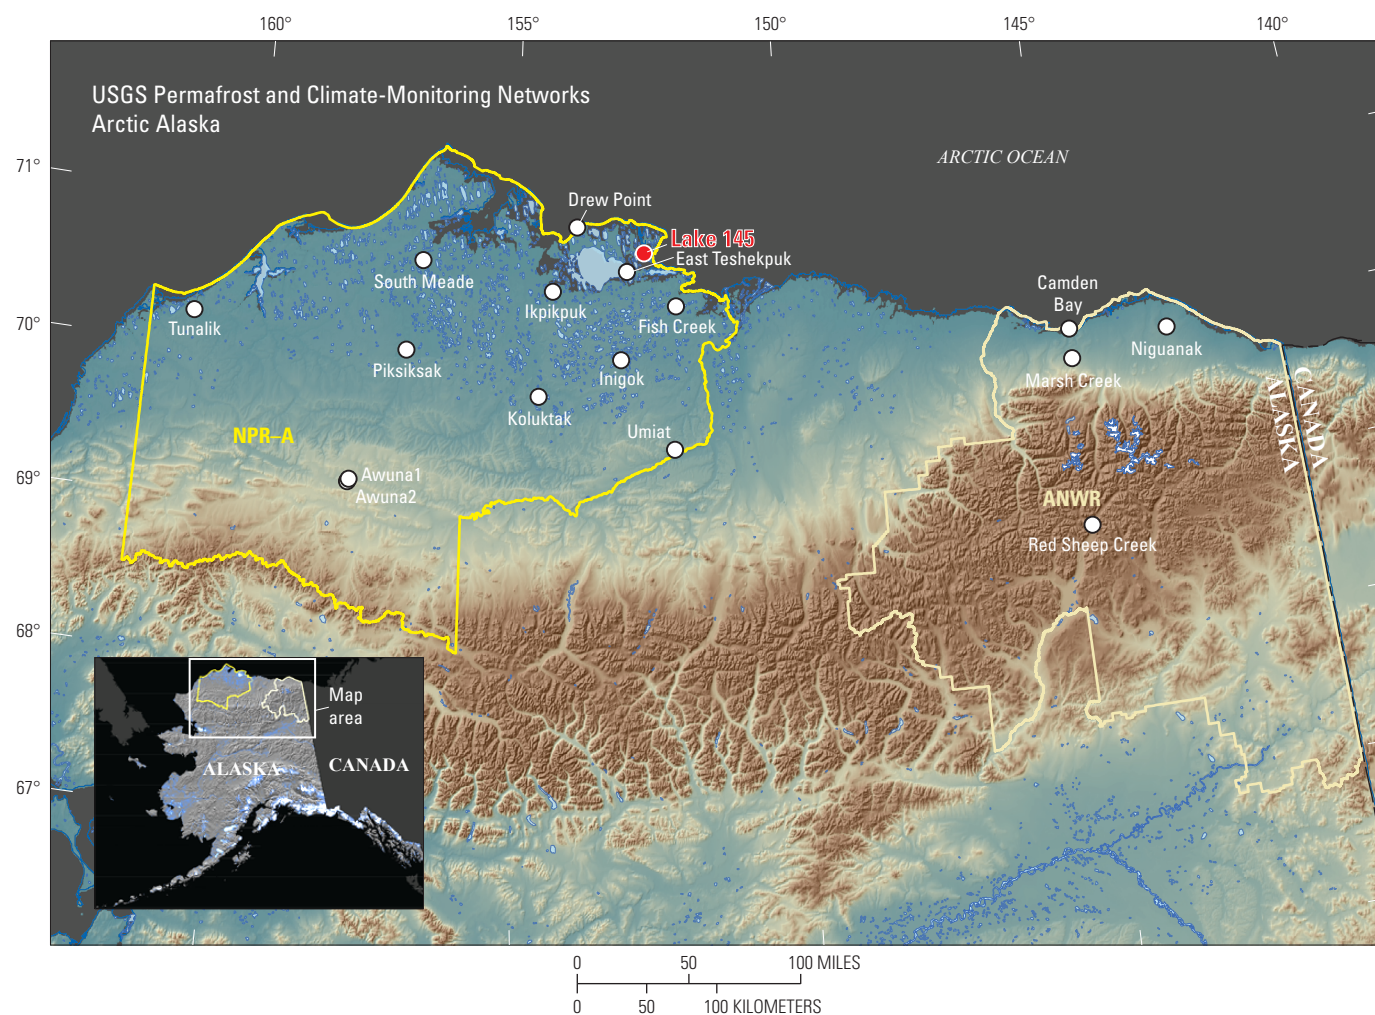 160°
155°
150°
145°
140°
USGS Permafrost and Climate-Monitoring Networks
Arctic Alaska
ARCTIC OCEAN
71°
Drew Point
Lake 145
East Teshekpuk
South Meade
Camden
Bay
Ikpikpuk
Fish Creek
70°
Tunalik
Niguanak
Piksiksak
Inigok
Marsh Creek
CANADA
ALASKA
Koluktak
Umiat
NPR–A
69°
Awuna1
Awuna2
ANWR
Red Sheep Creek
68°
Map
area
ALASKA
CANADA
67°
0 50 100 MILES
0 50 100 KILOMETERS